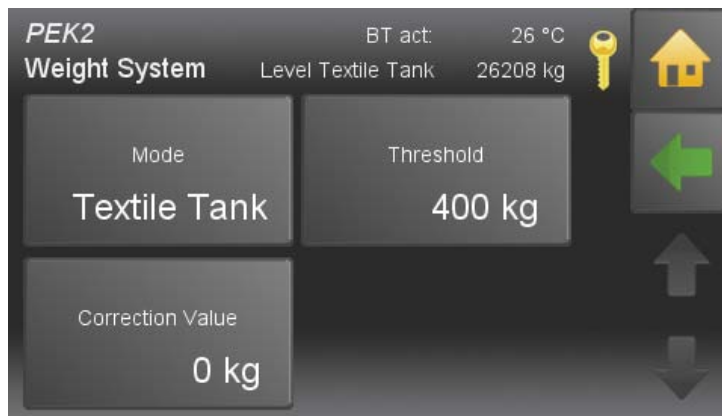 PEK2 BT act: 26 °C
Weight System Level Textile Tank 26208 kg
Mode
Textile Tank
Threshold
400 kg
Correction Value
0 kg